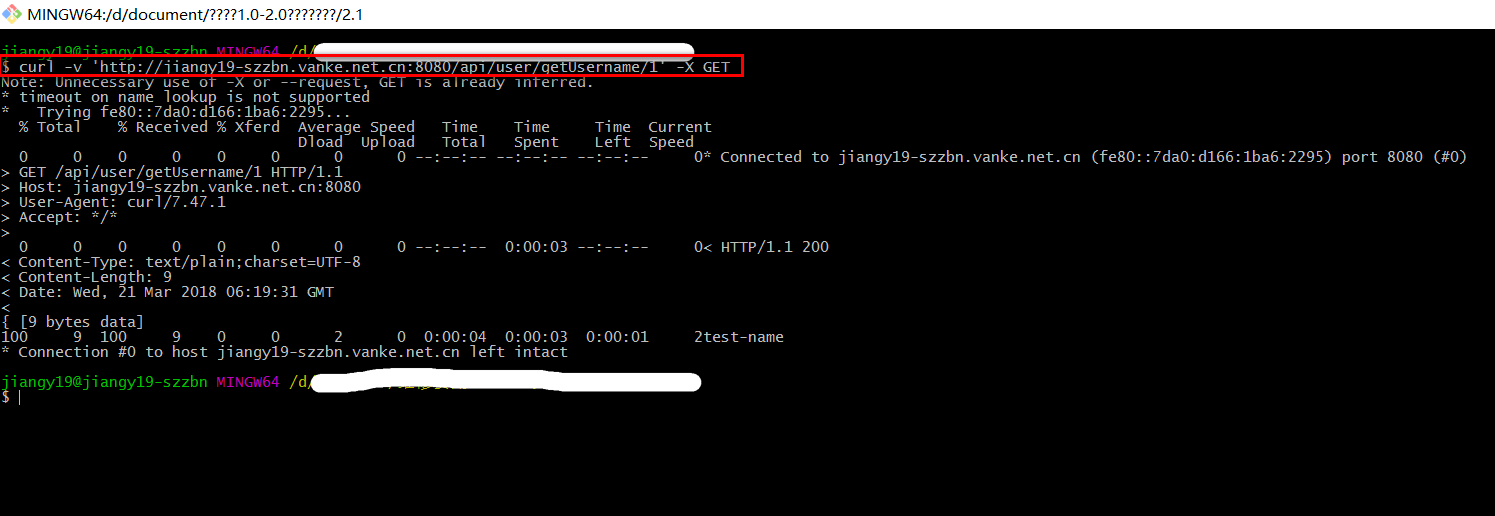 MINGW64:/d/document/????1.0-2.0???????/2.1
jiangy19@jiangy19-szzbn MINGW64 /d/
$ curl -v 'http://jiangy19-szzbn.vanke.net.cn:8080/api/user/getUsername/1' -X GET
Note: Unnecessary use of -X or --request, GET is already inferred.
* timeout on name lookup is not supported
*   Trying fe80::7da0:d166:1ba6:2295...
  % Total    % Received % Xferd  Average Speed   Time    Time     Time  Current
                                 Dload  Upload   Total   Spent    Left  Speed
  0     0    0     0    0     0      0      0 --:--:-- --:--:-- --:--:--     0* Connected to jiangy19-szzbn.vanke.net.cn (fe80::7da0:d166:1ba6:2295) port 8080 (#0)
> GET /api/user/getUsername/1 HTTP/1.1
> Host: jiangy19-szzbn.vanke.net.cn:8080
> User-Agent: curl/7.47.1
> Accept: */*
>
  0     0    0     0    0     0      0      0 --:--:--  0:00:03 --:--:--     0< HTTP/1.1 200
< Content-Type: text/plain;charset=UTF-8
< Content-Length: 9
< Date: Wed, 21 Mar 2018 06:19:31 GMT
<
{ [9 bytes data]
100     9  100     9    0     0      2      0  0:00:04  0:00:03  0:00:01     2test-name
* Connection #0 to host jiangy19-szzbn.vanke.net.cn left intact
jiangy19@jiangy19-szzbn MINGW64 /d/
$